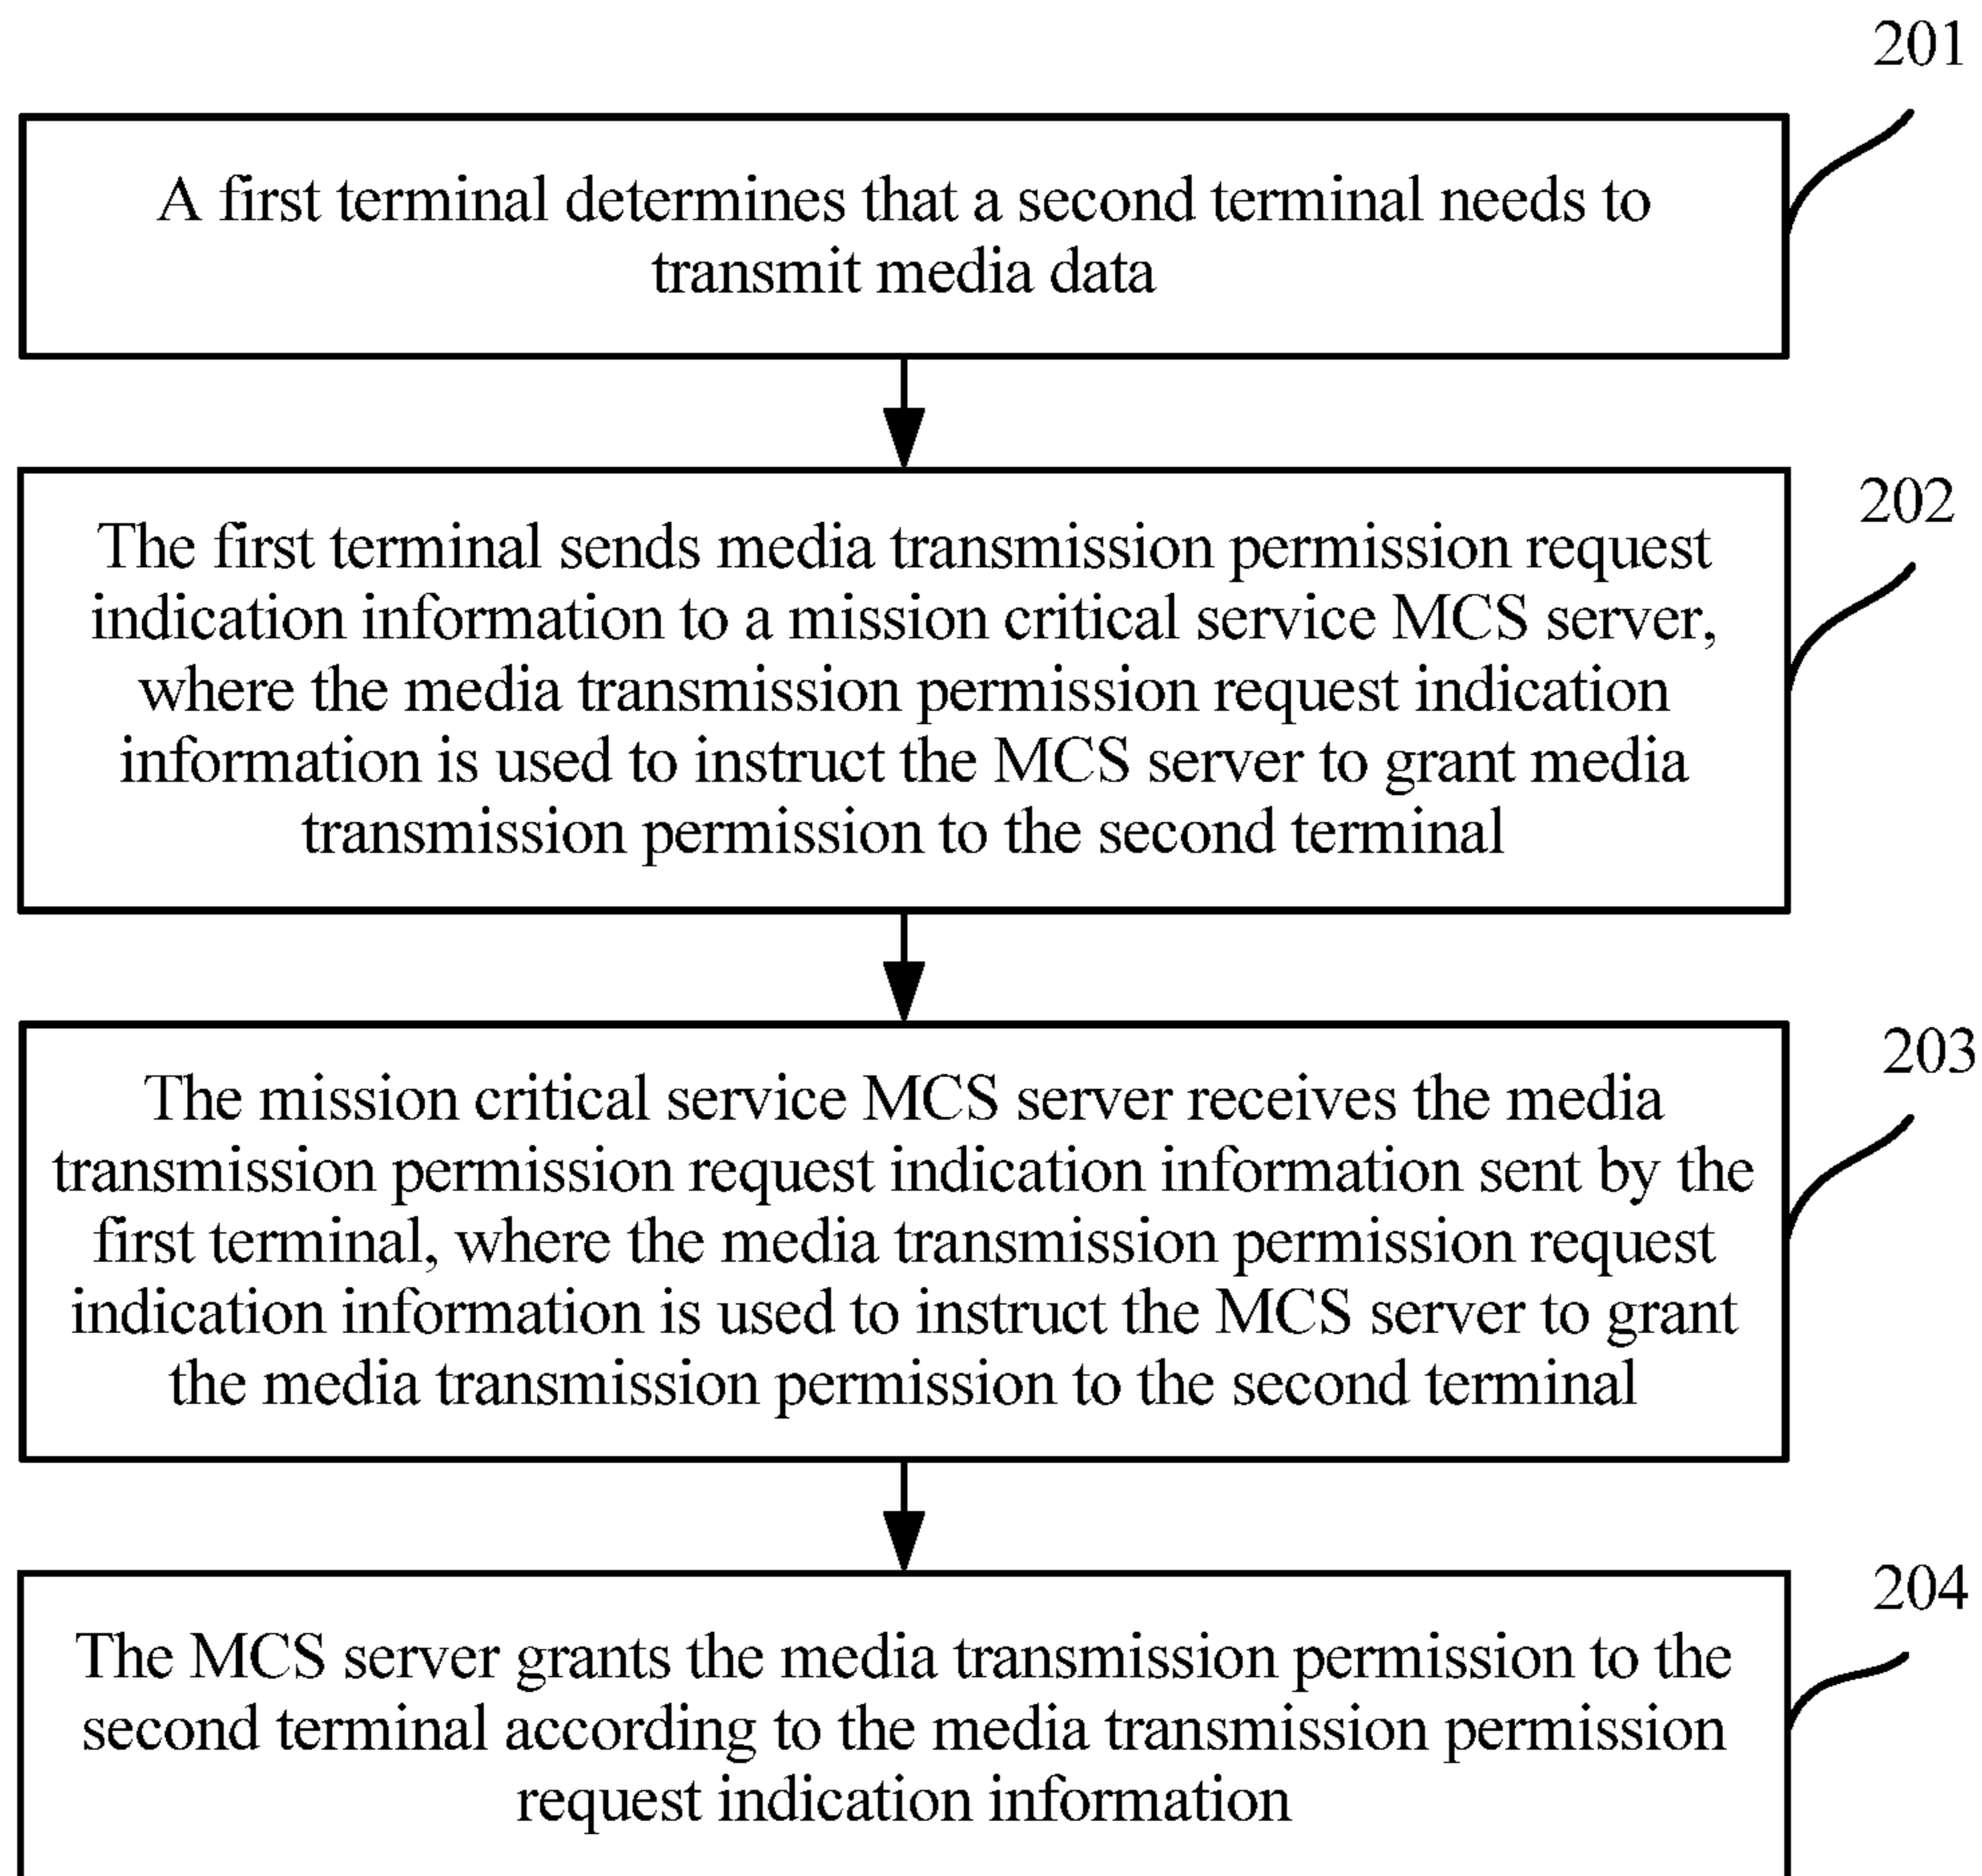 201
A first terminal determines that a second terminal needs to
transmit media data
202
The first terminal sends media transmission permission request
indication information to a mission critical service MCS server,
where the media transmission permission request indication
information is used to instruct the MCS server to grant media
transmission permission to the second terminal
203
The mission critical service MCS server receives the media
transmission permission request indication information sent by the
first terminal, where the media transmission permission request
indication information is used to instruct the MCS server to grant
the media transmission permission to the second terminal
204
The MCS server grants the media transmission permission to the
second terminal according to the media transmission permission
request indication information